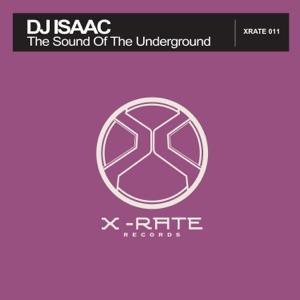 DJ ISAAC
The Sound Of The Underground
XRATE 011
X-RATE
RECORDS